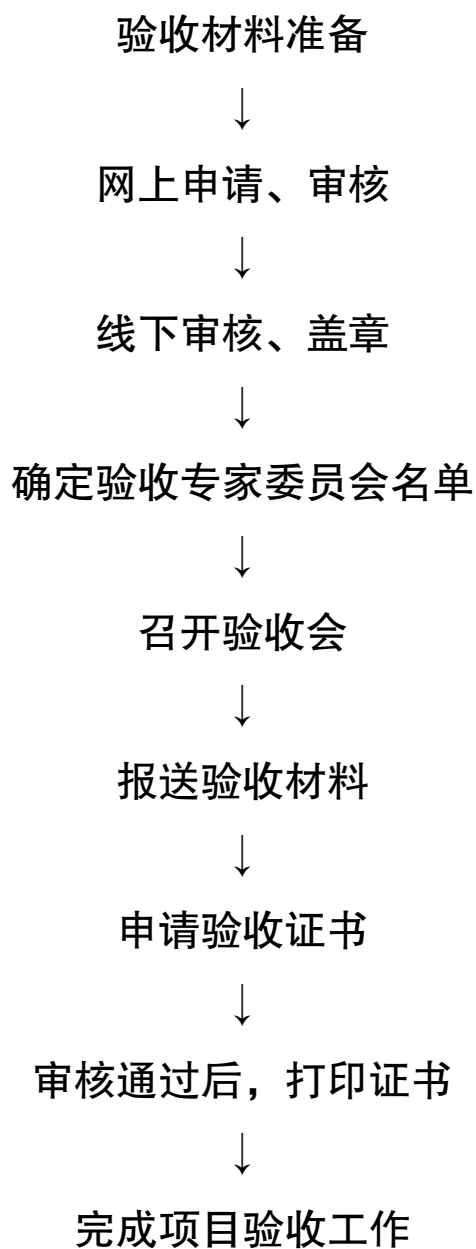 验收材料准备
↓
网上申请、审核
↓
线下审核、盖章
↓
确定验收专家委员会名单
↓
召开验收会
↓
报送验收材料
↓
申请验收证书
↓
审核通过后，打印证书
↓
完成项目验收工作